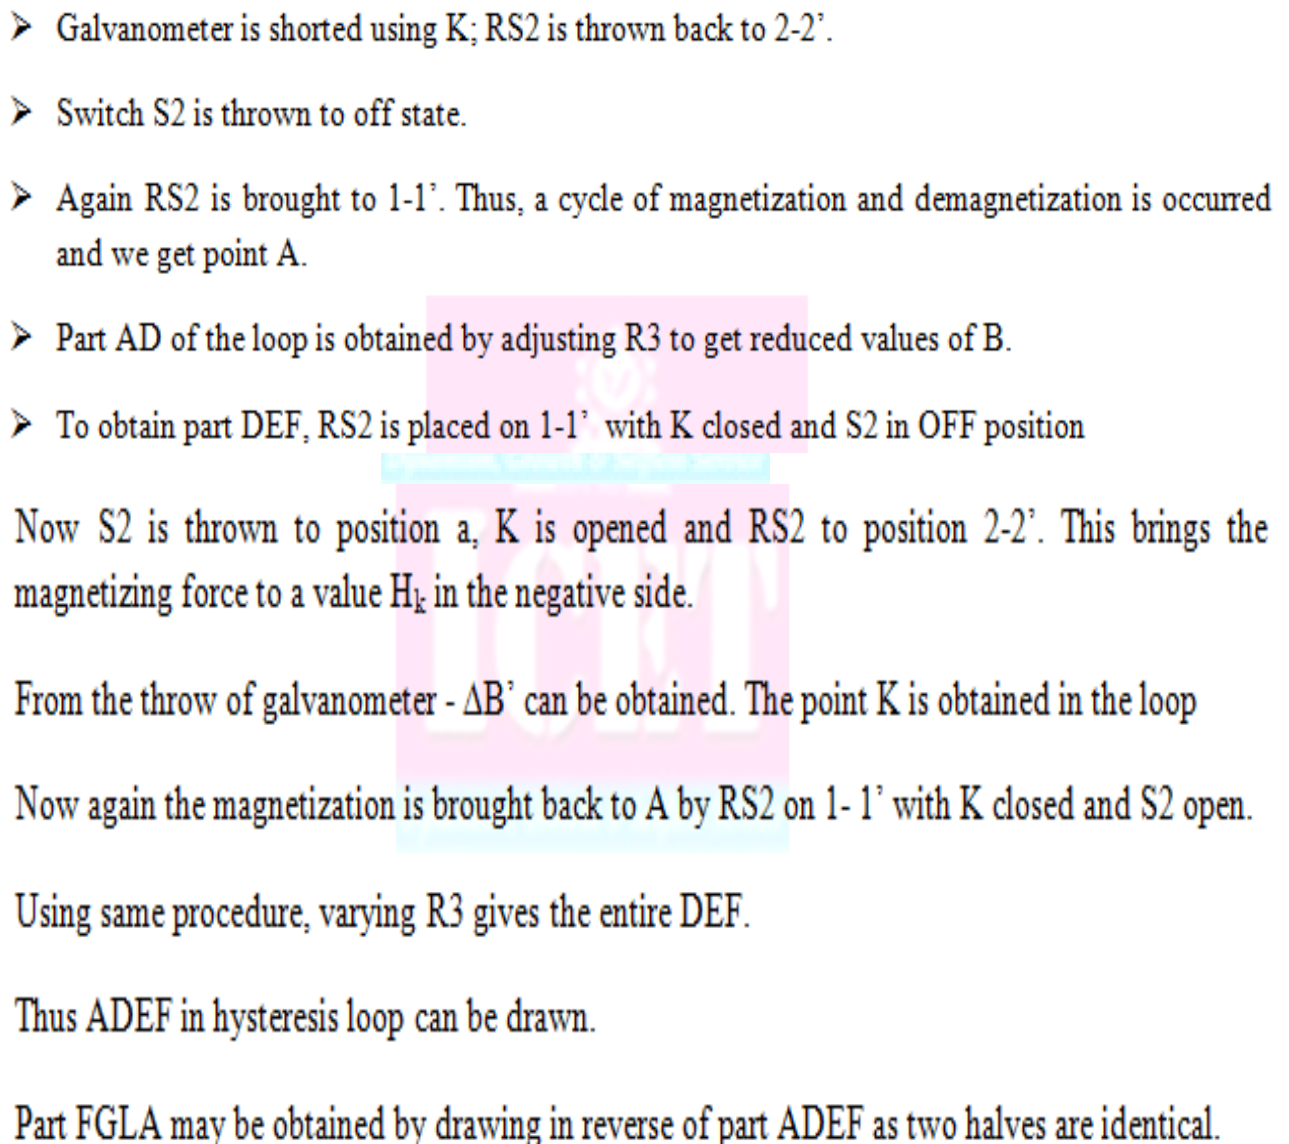 ➢ Galvanometer is shorted using K; RS2 is thrown back to 2-2’.
➢ Switch S2 is thrown to off state.
➢ Again RS2 is brought to 1-1’. Thus, a cycle of magnetization and demagnetization is occurred
and we get point A.
➢ Part AD of the loop is obtained by adjusting R3 to get reduced values of B.
➢ To obtain part DEF, RS2 is placed on 1-1’ with K closed and S2 in OFF position
Now S2 is thrown to position a, K is opened and RS2 to position 2-2’. This brings the
magnetizing force to a value Hk in the negative side.
ICET
From the throw of galvanometer - ΔB’ can be obtained. The point K is obtained in the loop
Now again the magnetization is brought back to A by RS2 on 1- 1’ with K closed and S2 open.
Using same procedure, varying R3 gives the entire DEF.
Thus ADEF in hysteresis loop can be drawn.
Part FGLA may be obtained by drawing in reverse of part ADEF as two halves are identical.